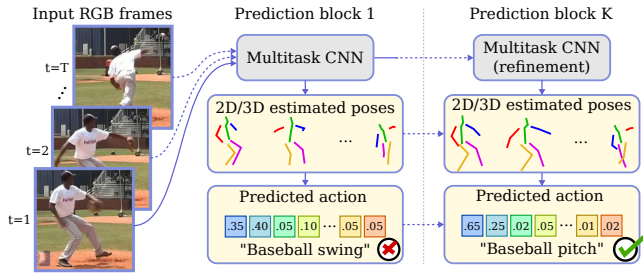 Input RGB frames
t=T
t=2
t=1
Prediction block 1
Multitask CNN
2D/3D estimated poses
...
Predicted action
.35 .40 .05 .10 ... .05 .05
"Baseball swing"
Prediction block K
Multitask CNN
(refinement)
2D/3D estimated poses
...
Predicted action
.65 .25 .02 .05 ... .01 .02
"Baseball pitch"